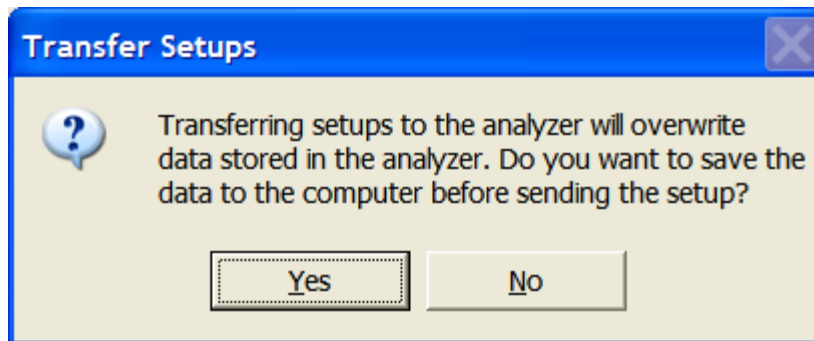 Transfer Setups
?
Transferring setups to the analyzer will overwrite
data stored in the analyzer. Do you want to save the
data to the computer before sending the setup?
Yes
No